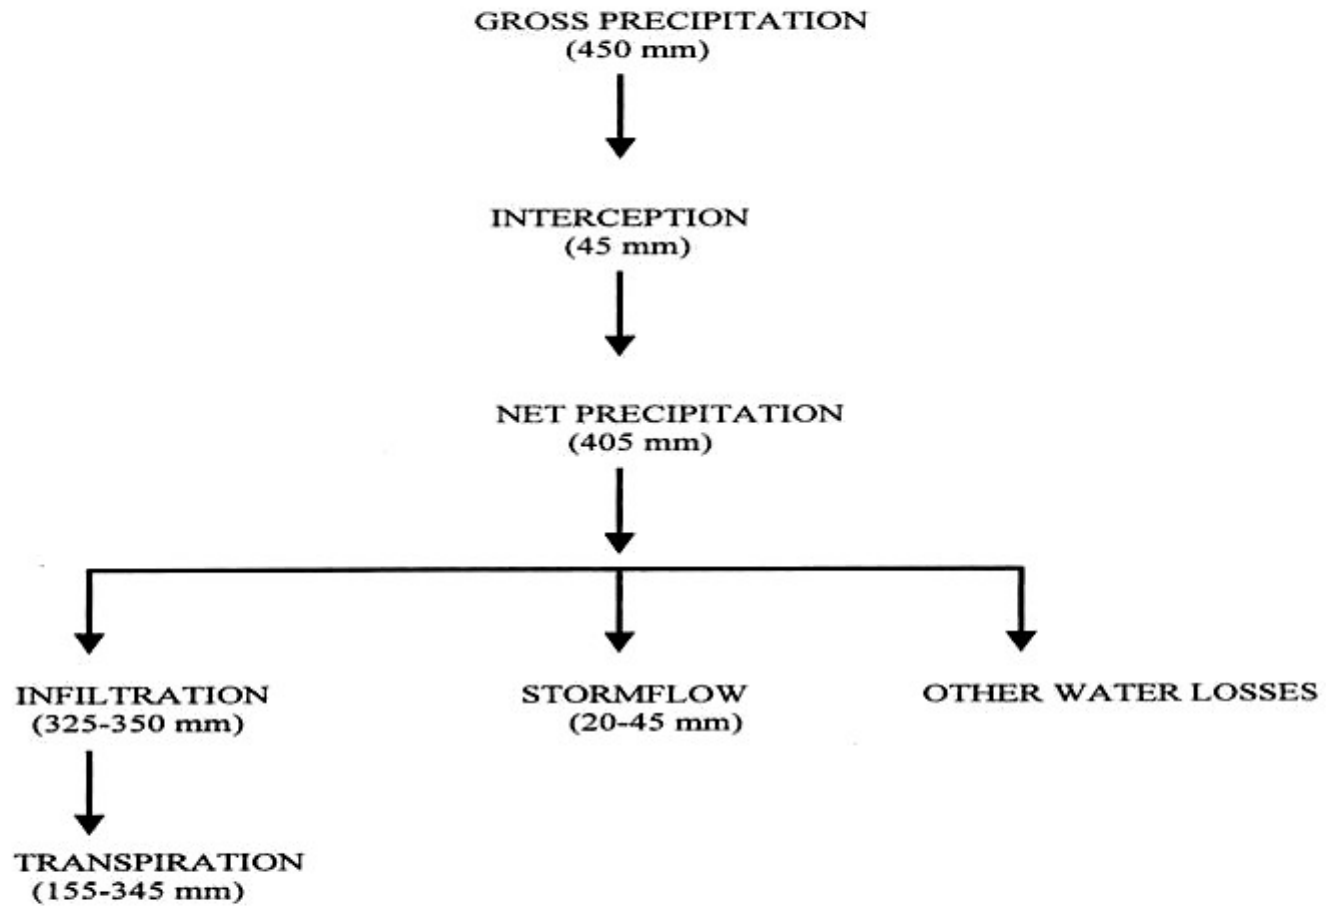 GROSS PRECIPITATION
(450 mm)
INTERCEPTION
(45 mm)
NET PRECIPITATION
(405 mm)
INFILTRATION
(325-350 mm)
STORMFLOW
(20-45 mm)
OTHER WATER LOSSES
TRANSPIRATION
(155-345 mm)